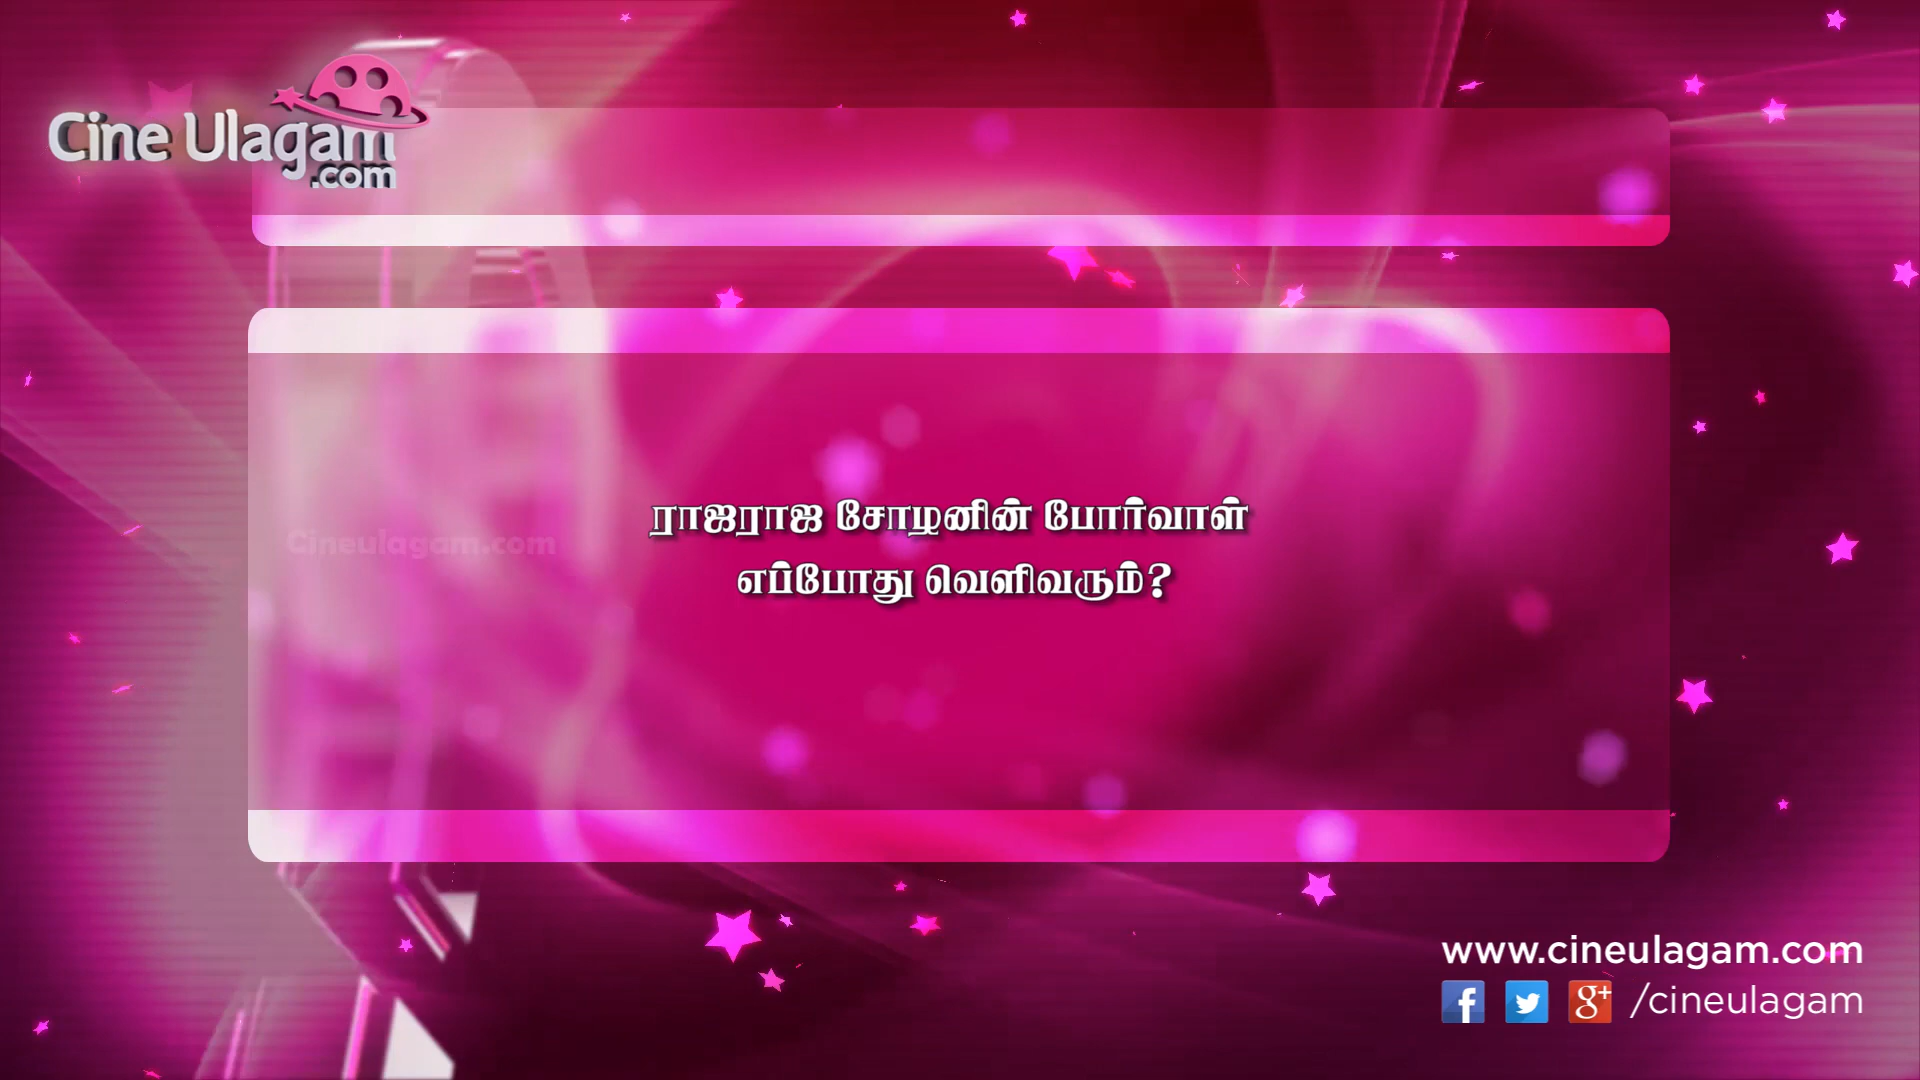 Cine Ulagam
.com
Cineulagam.com
ராஜராஜ சோழனின் போர்வாள்
எப்போது வெளிவரும்?
www.cineulagam.com
/cineulagam